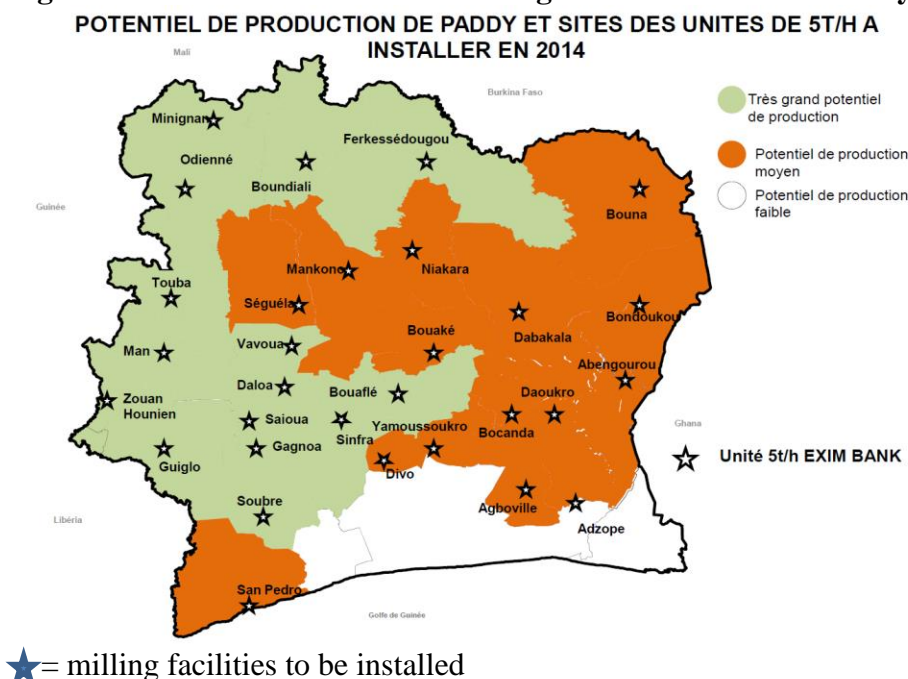 POTENTIEL DE PRODUCTION DE PADDY ET SITES DES UNITES DE 5T/H A
INSTALLER EN 2014
Mali
Burkina Faso
Très grand potentiel
de production
Minignan
Ferkessédougou
Odienné
Boundiali
Potentiel de production
moyen
Potentiel de production
faible
Guinée
Bouna
Niakara
Mankono
Touba
Séguéla
Bondoukou
Dabakala
Bouaké
Vavoua
Man
Abengourou
Daloa
Bouaflé
Daoukro
Zouan
Hounien
Saioua
Sinfra
Yamoussoukro
Bocanda
Ghana
Gagnoa
Unité 5t/h EXIM BANK
Guiglo
Divo
Soubre
Agboville
Adzope
Libéria
San Pedro
Golfe de Guinée
= milling facilities to be installed